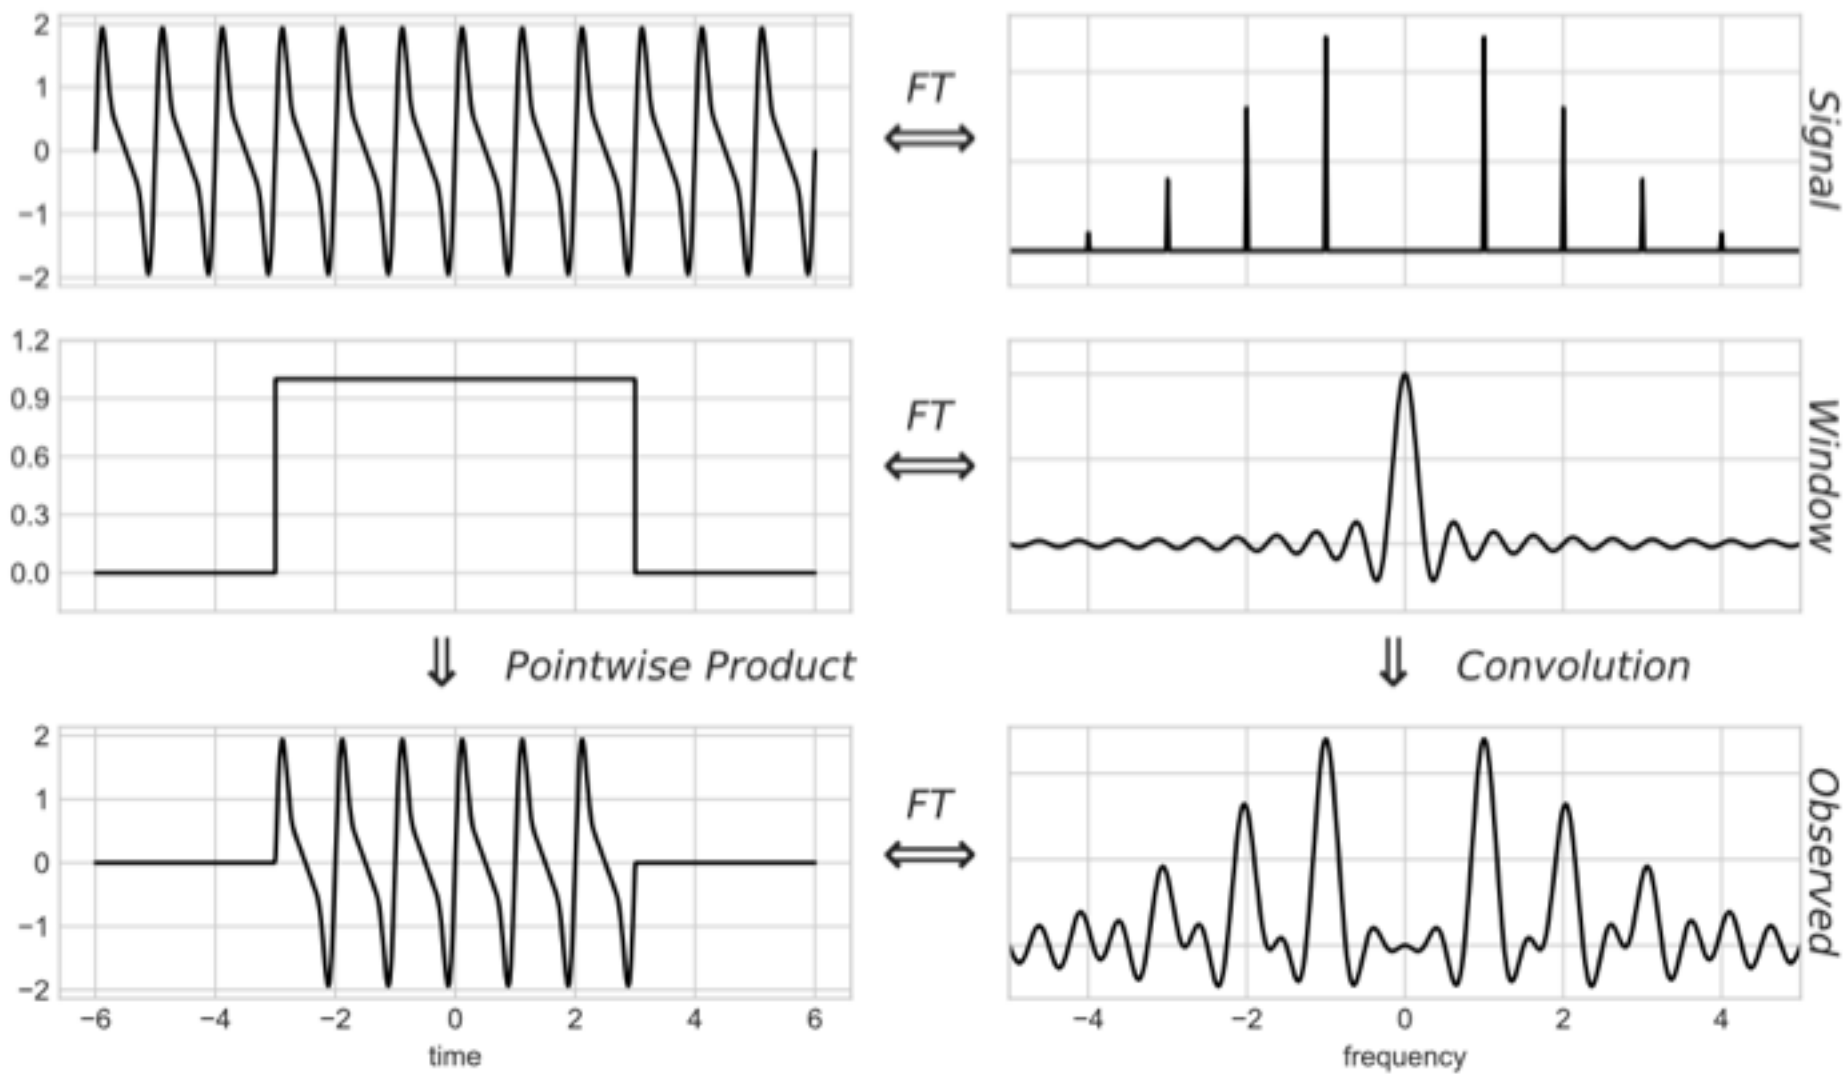 2
1
0
−1
−2
FT
Signal
1.2
0.9
0.6
0.3
0.0
FT
Window
Pointwise Product
Convolution
2
1
0
−1
−2
FT
Observed
−6 −4 −2 0 2 4 6
time
−4 −2 0 2 4
frequency